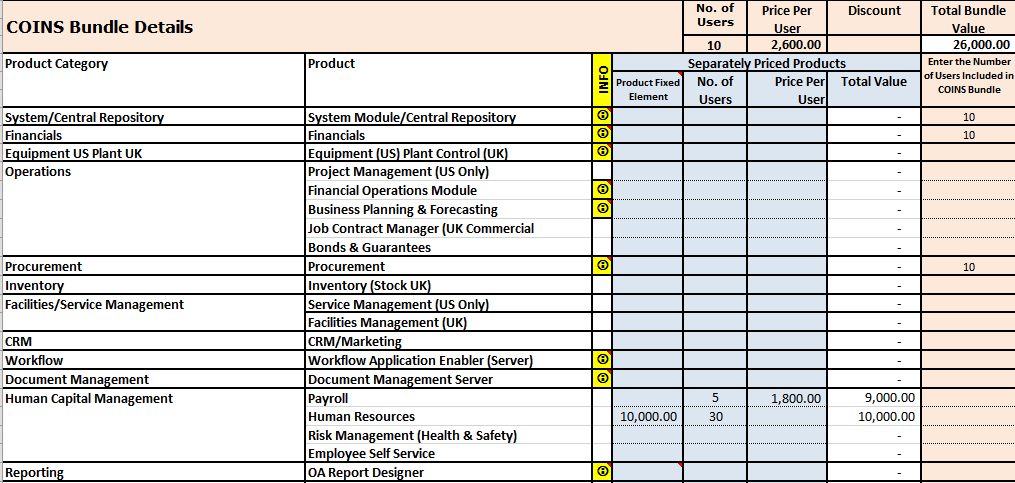 COINS Bundle Details No. of Users Price Per User Discount Total Bundle Value
10 2,600.00 26,000.00
Product Category Product INFO Separately Priced Products Enter the Number of Users Included in COINS Bundle
Product Fixed Element No. of Users Price Per User Total Value
System/Central Repository System Module/Central Repository - 10
Financials Financials - 10
Equipment US Plant UK Equipment (US) Plant Control (UK) -
Operations Project Management (US Only) -
Financial Operations Module -
Business Planning & Forecasting -
Job Contract Manager (UK Commercial -
Bonds & Guarantees -
Procurement Procurement - 10
Inventory Inventory (Stock UK) -
Facilities/Service Management Service Management (US Only) -
Facilities Management (UK) -
CRM CRM/Marketing -
Workflow Workflow Application Enabler (Server) -
Document Management Document Management Server -
Human Capital Management Payroll 5 1,800.00 9,000.00
Human Resources 10,000.00 30 10,000.00
Risk Management (Health & Safety) -
Employee Self Service -
Reporting OA Report Designer -